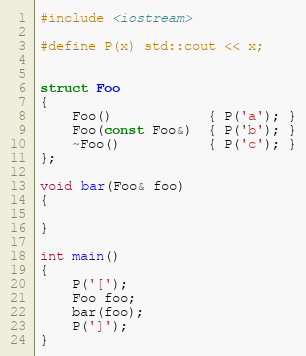 1 #include <iostream>
2
3 #define P(x) std::cout << x;
4
5
6 struct Foo
7 {
8     Foo()            { P('a'); }
9     Foo(const Foo&)  { P('b'); }
10     ~Foo()           { P('c'); }
11 };
12
13 void bar(Foo& foo)
14 {
15
16 }
17
18 int main()
19 {
20     P('[');
21     Foo foo;
22     bar(foo);
23     P(']');
24 }